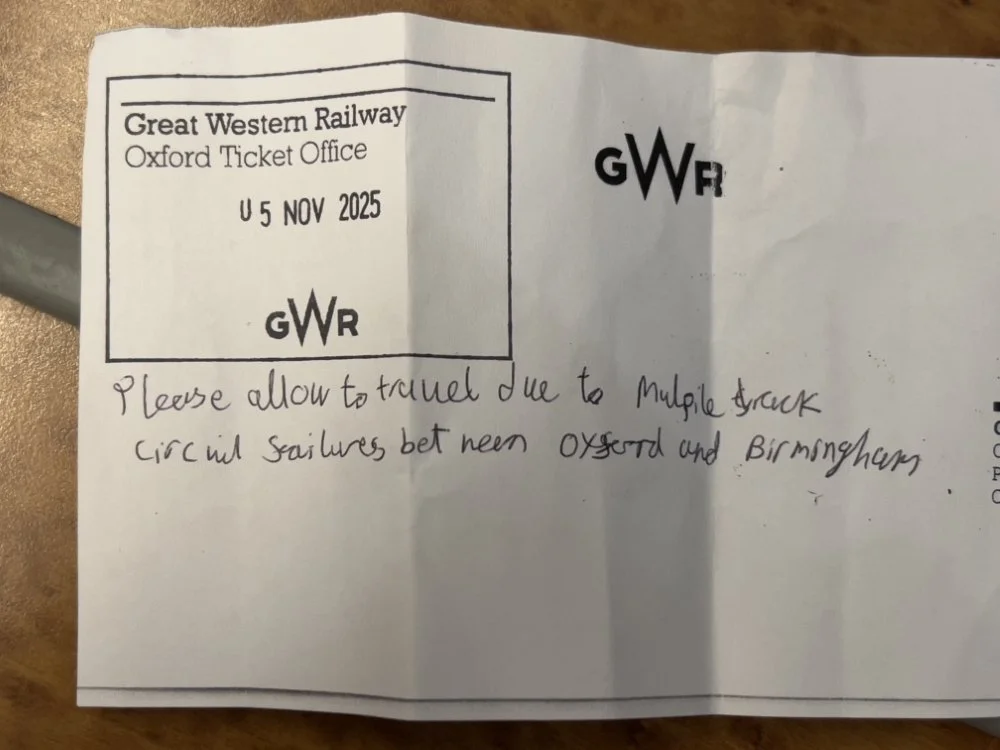 Great Western Railway
Oxford Ticket Office
05 NOV 2025
GWR
GWR
Please allow to travel due to Mulpile track
circuit failures between Oxford and Birmingham